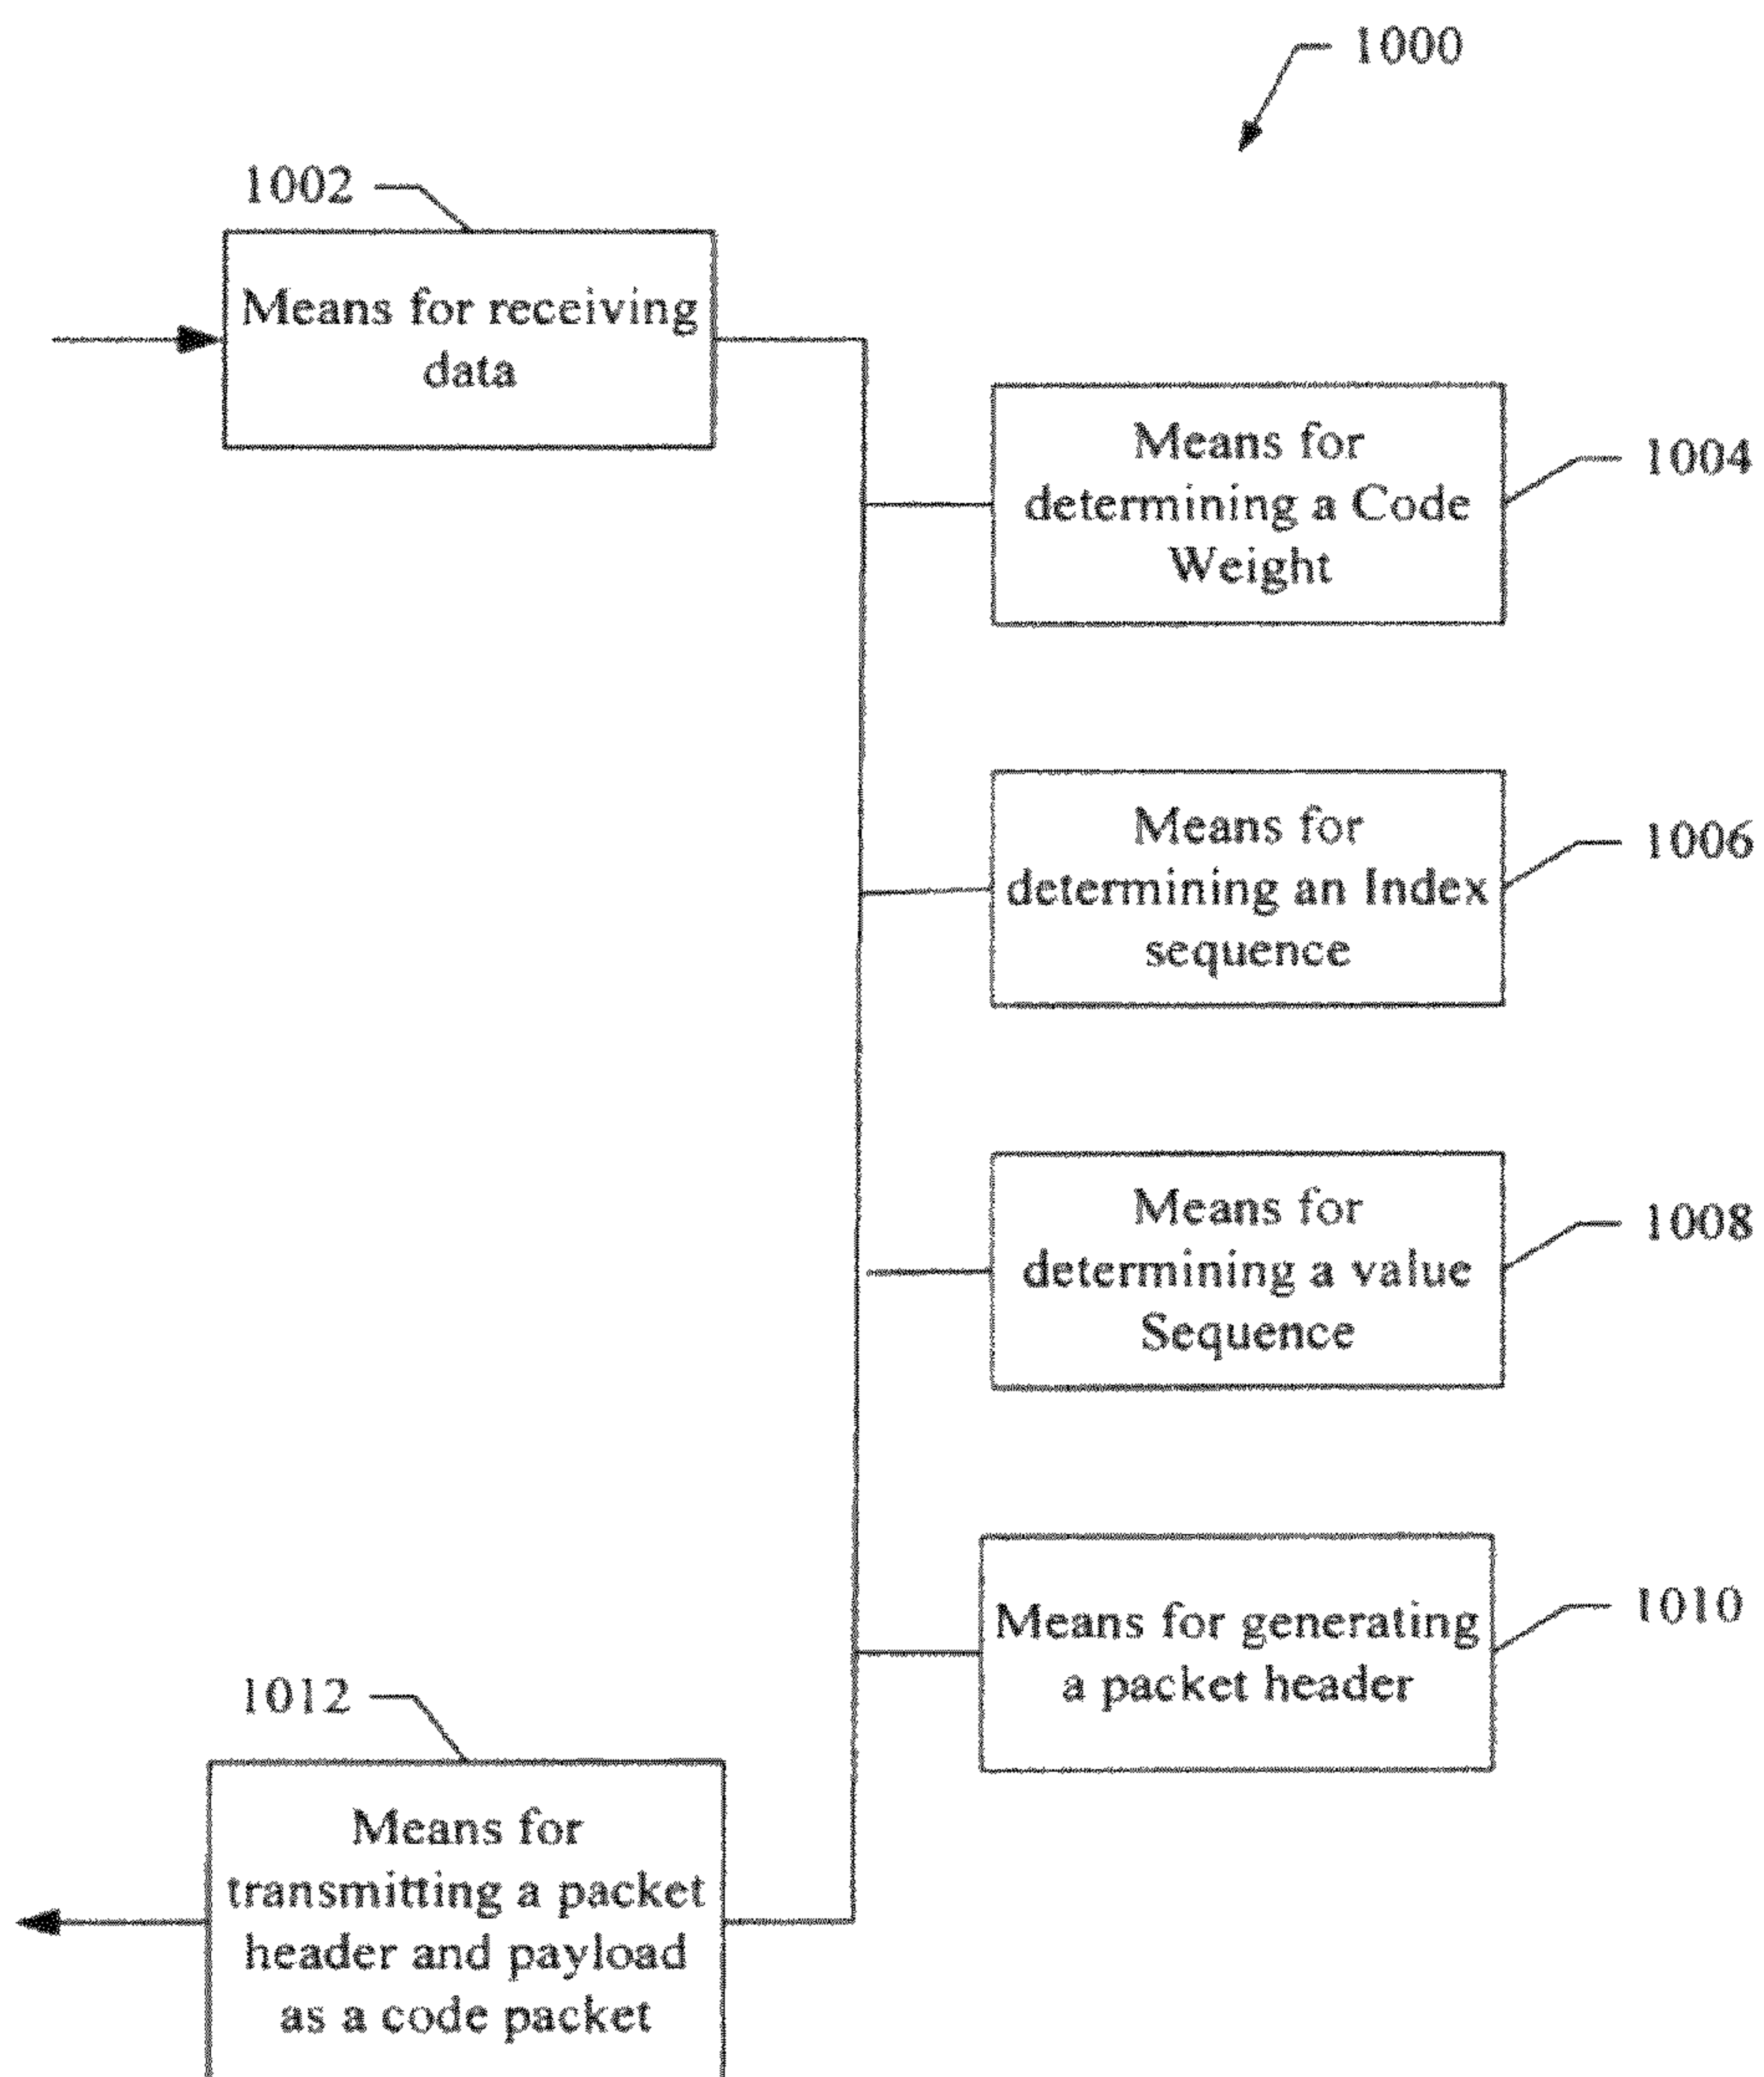 1000
1002
Means for receiving
data
Means for
determining a Code
Weight
1004
Means for
determining an Index
sequence
1006
Means for
determining a value
Sequence
1008
Means for generating
a packet header
1010
1012
Means for
transmitting a packet
header and payload
as a code packet